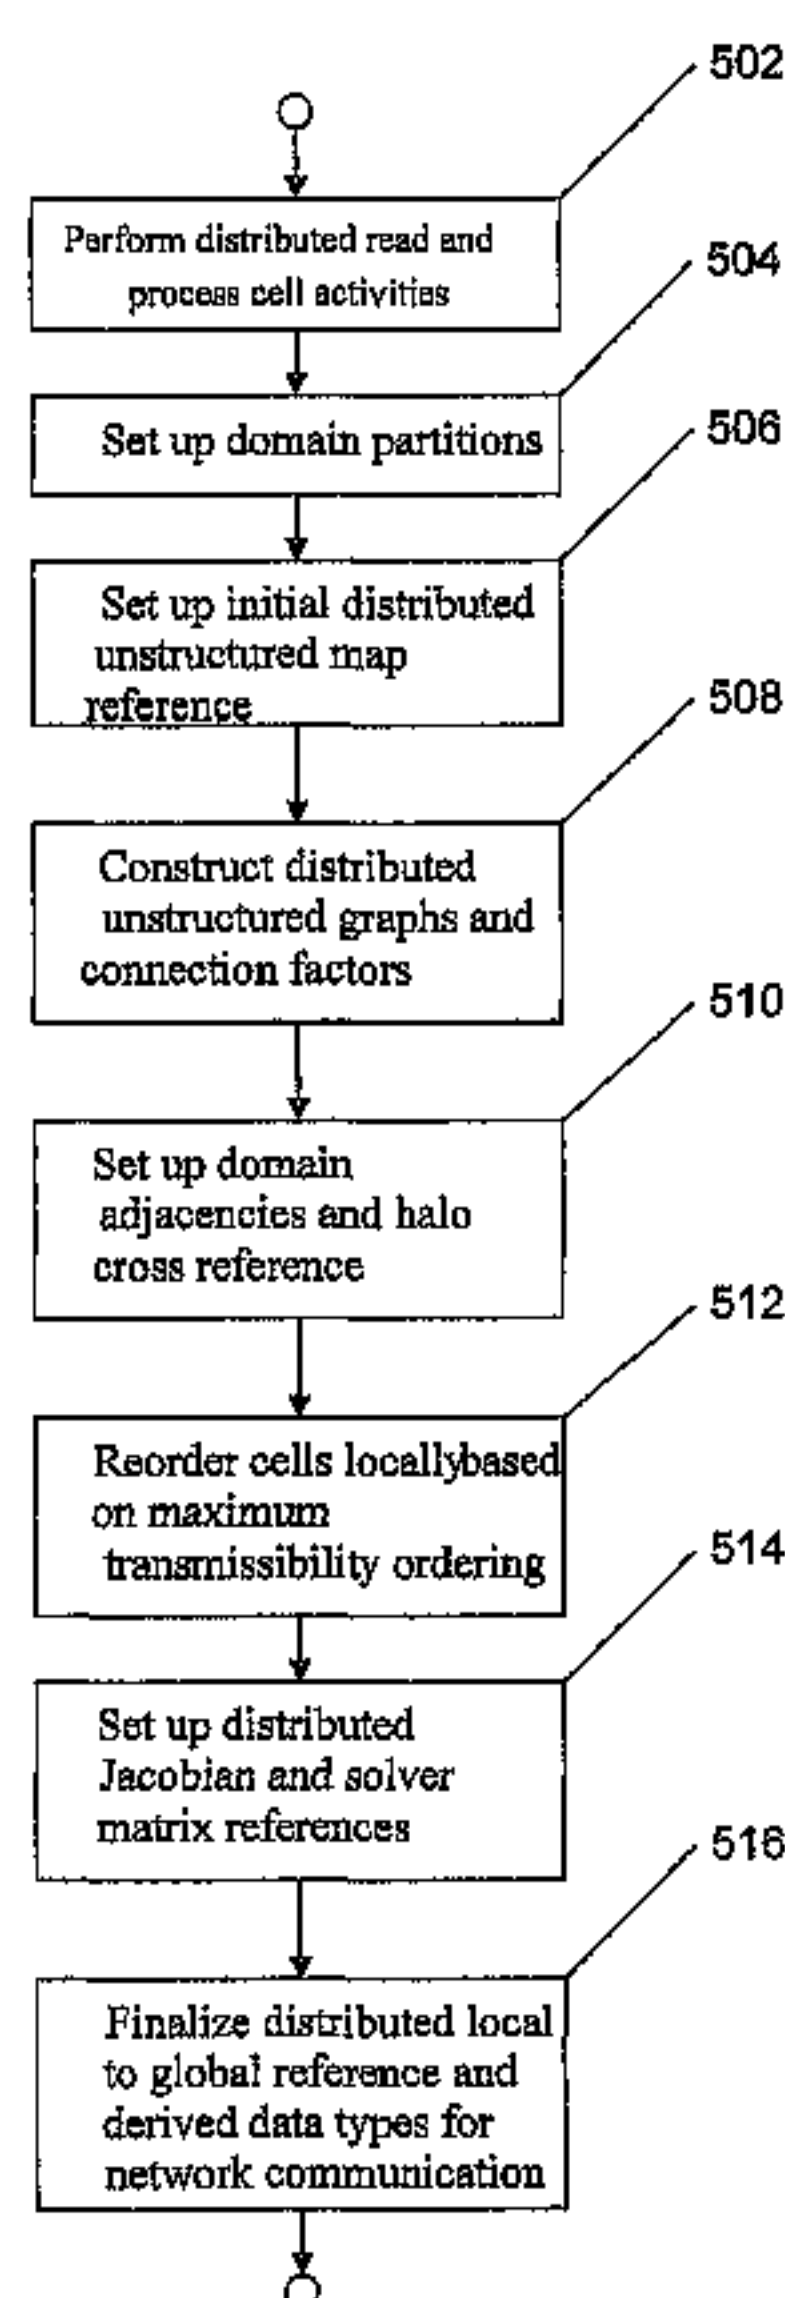 502
Perform distributed read and
process cell activities
504
Set up domain partitions
506
Set up initial distributed
unstructured map
reference
508
Construct distributed
unstructured graphs and
connection factors
510
Set up domain
adjacencies and halo
cross reference
512
Reorder cells locallybased
on maximum
transmissibility ordering
514
Set up distributed
Jacobian and solver
matrix references
516
Finalize distributed local
to global reference and
derived data types for
network communication